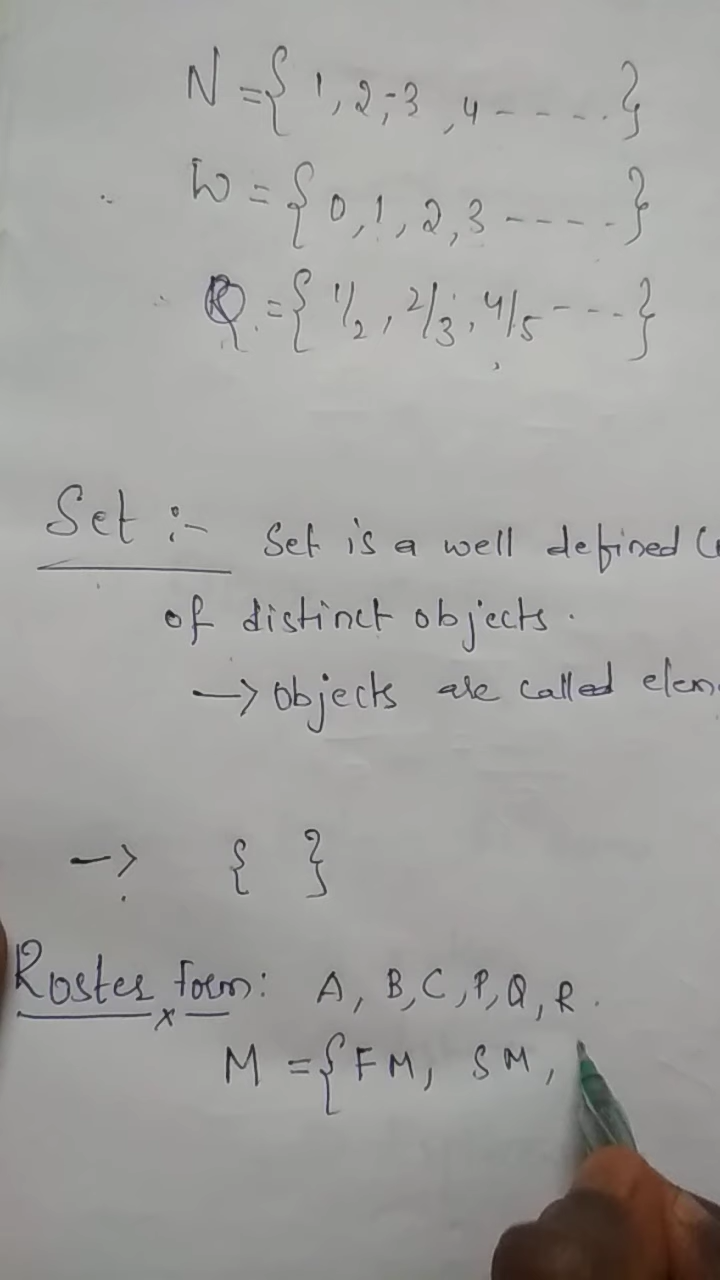 N = { 1, 2, 3, 4 - - - - . }
W = { 0, 1, 2, 3 - - - - . }
Q = { 1/2, 2/3, 4/5 - - - . }
Set :- Set is a well defined
of distinct objects.
→ objects are called
→ { }
Roster form: A, B, C, P, Q, R.
M = { FM, SM,